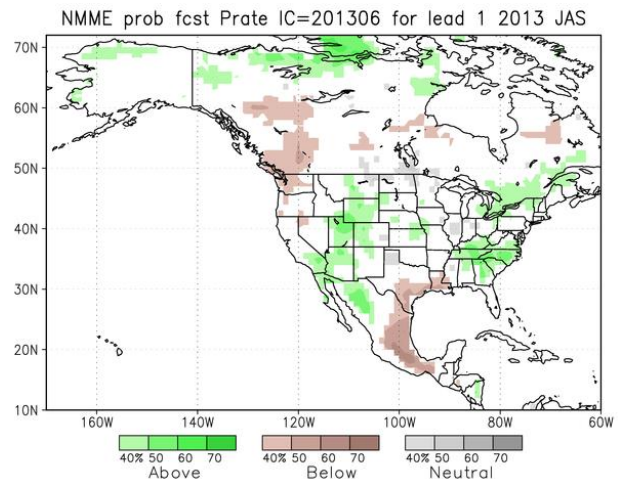 NMME prob fcst Prate IC=201306 for lead 1 2013 JAS
70N
60N
50N
40N
30N
20N
10N
160W 140W 120W 100W 80W 60W
40% 50 60 70 40% 50 60 70 40% 50 60 70
Above Below Neutral